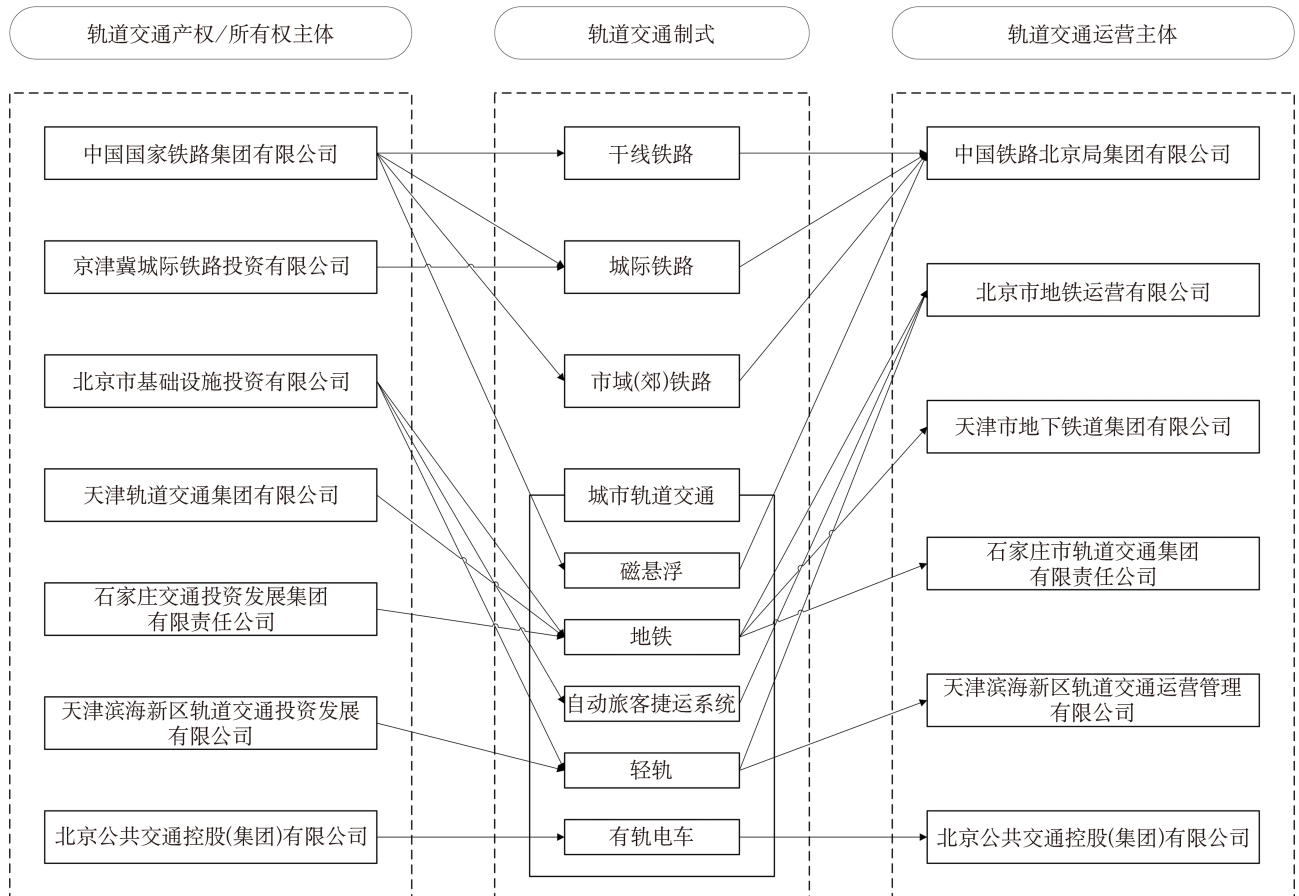 轨道交通产权/所有权主体
轨道交通制式
轨道交通运营主体
中国国家铁路集团有限公司
京津冀城际铁路投资有限公司
北京市基础设施投资有限公司
天津轨道交通集团有限公司
石家庄交通投资发展集团
有限责任公司
天津滨海新区轨道交通投资发展
有限公司
北京公共交通控股(集团)有限公司
干线铁路
城际铁路
市域(郊)铁路
城市轨道交通
磁悬浮
地铁
自动旅客捷运系统
轻轨
有轨电车
中国铁路北京局集团有限公司
北京市地铁运营有限公司
天津市地下铁道集团有限公司
石家庄市轨道交通集团
有限责任公司
天津滨海新区轨道交通运营管理
有限公司
北京公共交通控股(集团)有限公司